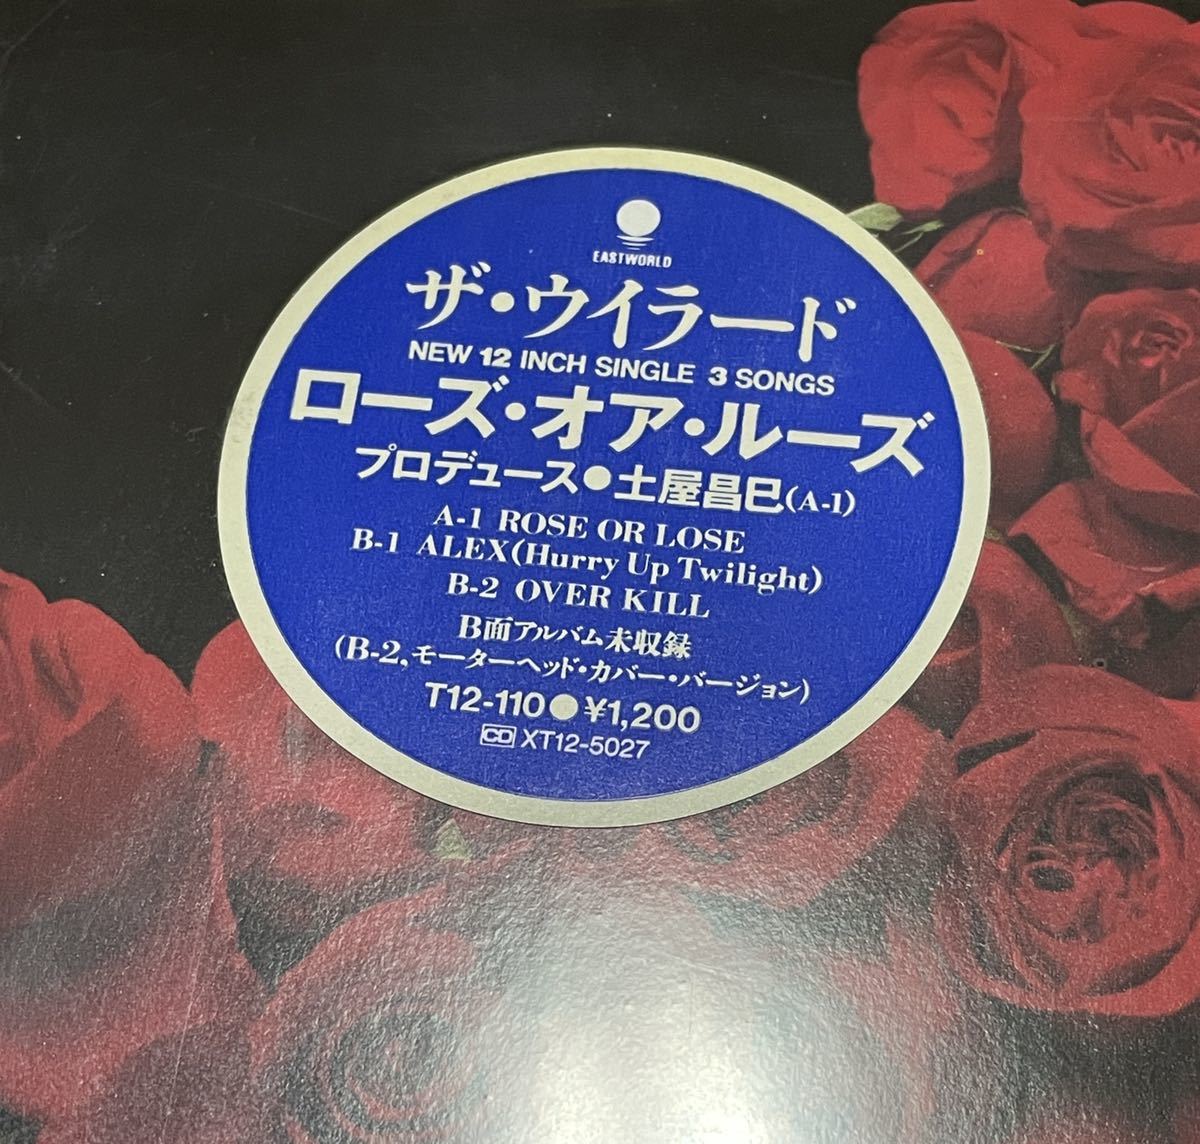 EASTWORLD
ザ・ウイラード
NEW 12 INCH SINGLE 3 SONGS
ローズ・オア・ルーズ
プロデュース●土屋昌巳(A-1)
A-1 ROSE OR LOSE
B-1 ALEX(Hurry Up Twilight)
B-2 OVER KILL
B面アルバム未収録
(B-2,モーターヘッド・カバー・バージョン)
T12-110●¥1,200
CD XT12-5027